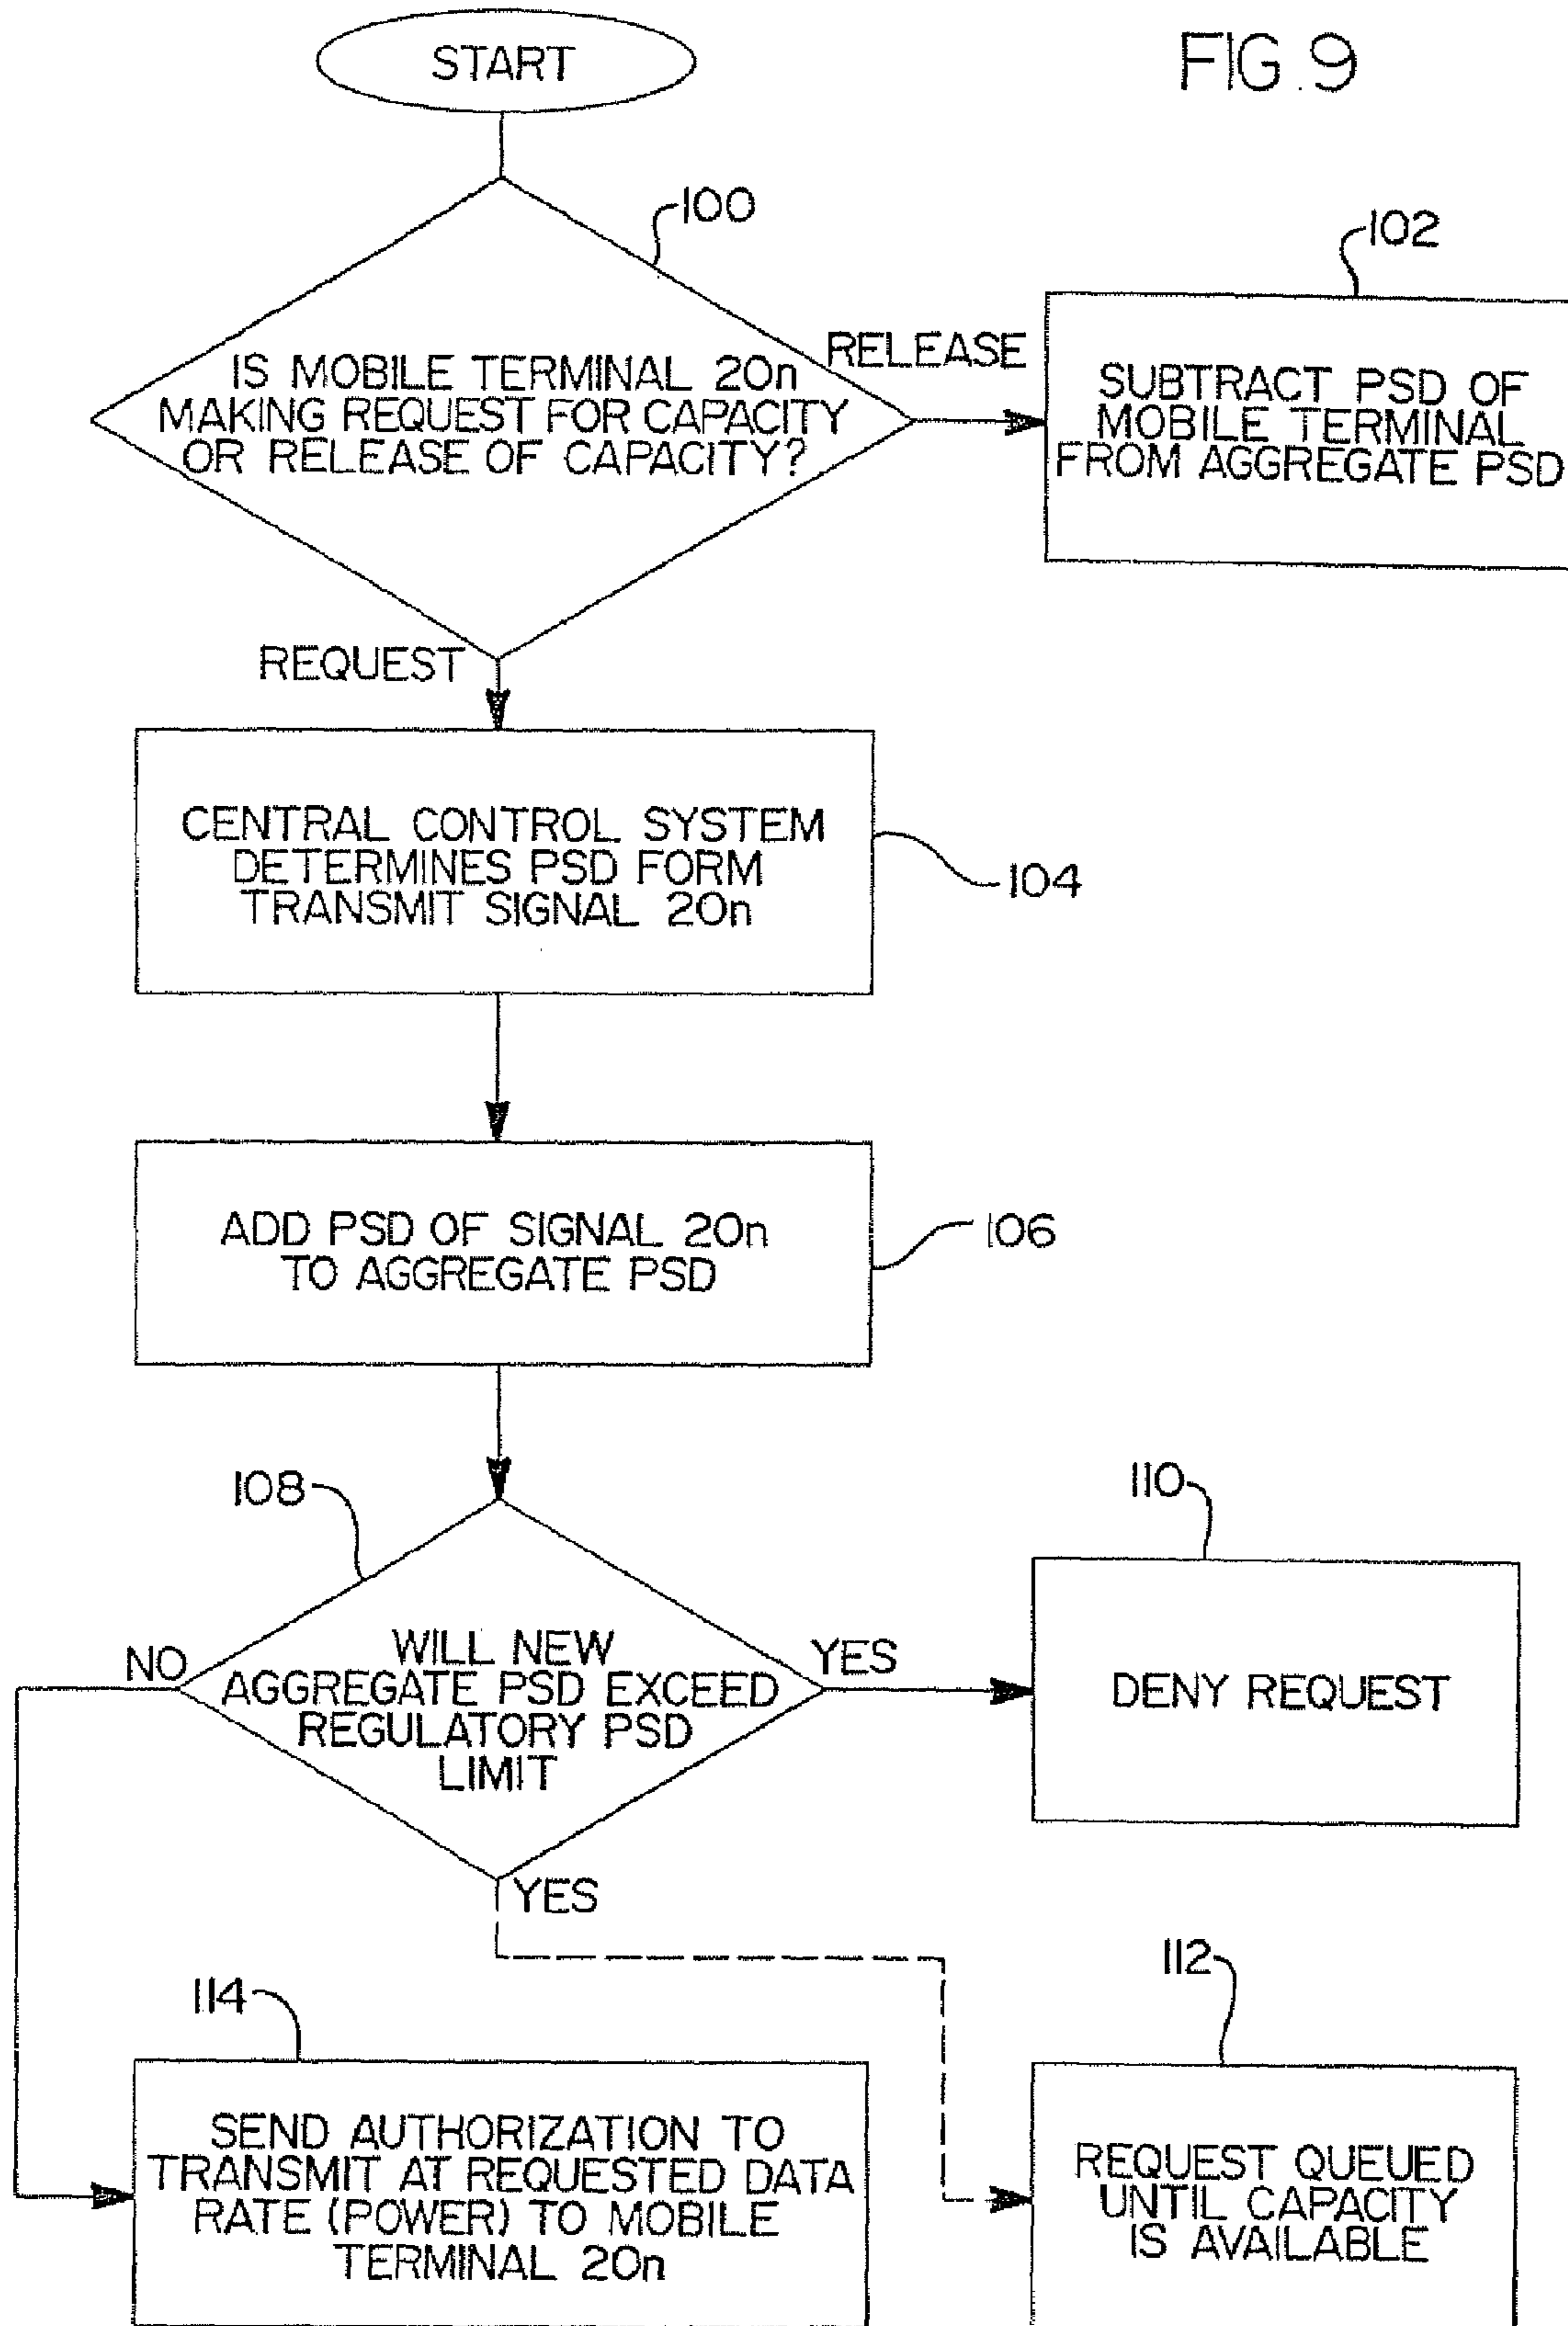 START
FIG. 9
100
102
IS MOBILE TERMINAL 20n
MAKING REQUEST FOR CAPACITY
OR RELEASE OF CAPACITY?
RELEASE
SUBTRACT PSD OF
MOBILE TERMINAL
FROM AGGREGATE PSD
REQUEST
CENTRAL CONTROL SYSTEM
DETERMINES PSD FORM
TRANSMIT SIGNAL 20n
104
ADD PSD OF SIGNAL 20n
TO AGGREGATE PSD
106
108
110
WILL NEW
AGGREGATE PSD EXCEED
REGULATORY PSD
LIMIT
NO
YES
DENY REQUEST
YES
112
114
SEND AUTHORIZATION TO
TRANSMIT AT REQUESTED DATA
RATE (POWER) TO MOBILE
TERMINAL 20n
REQUEST QUEUED
UNTIL CAPACITY
IS AVAILABLE